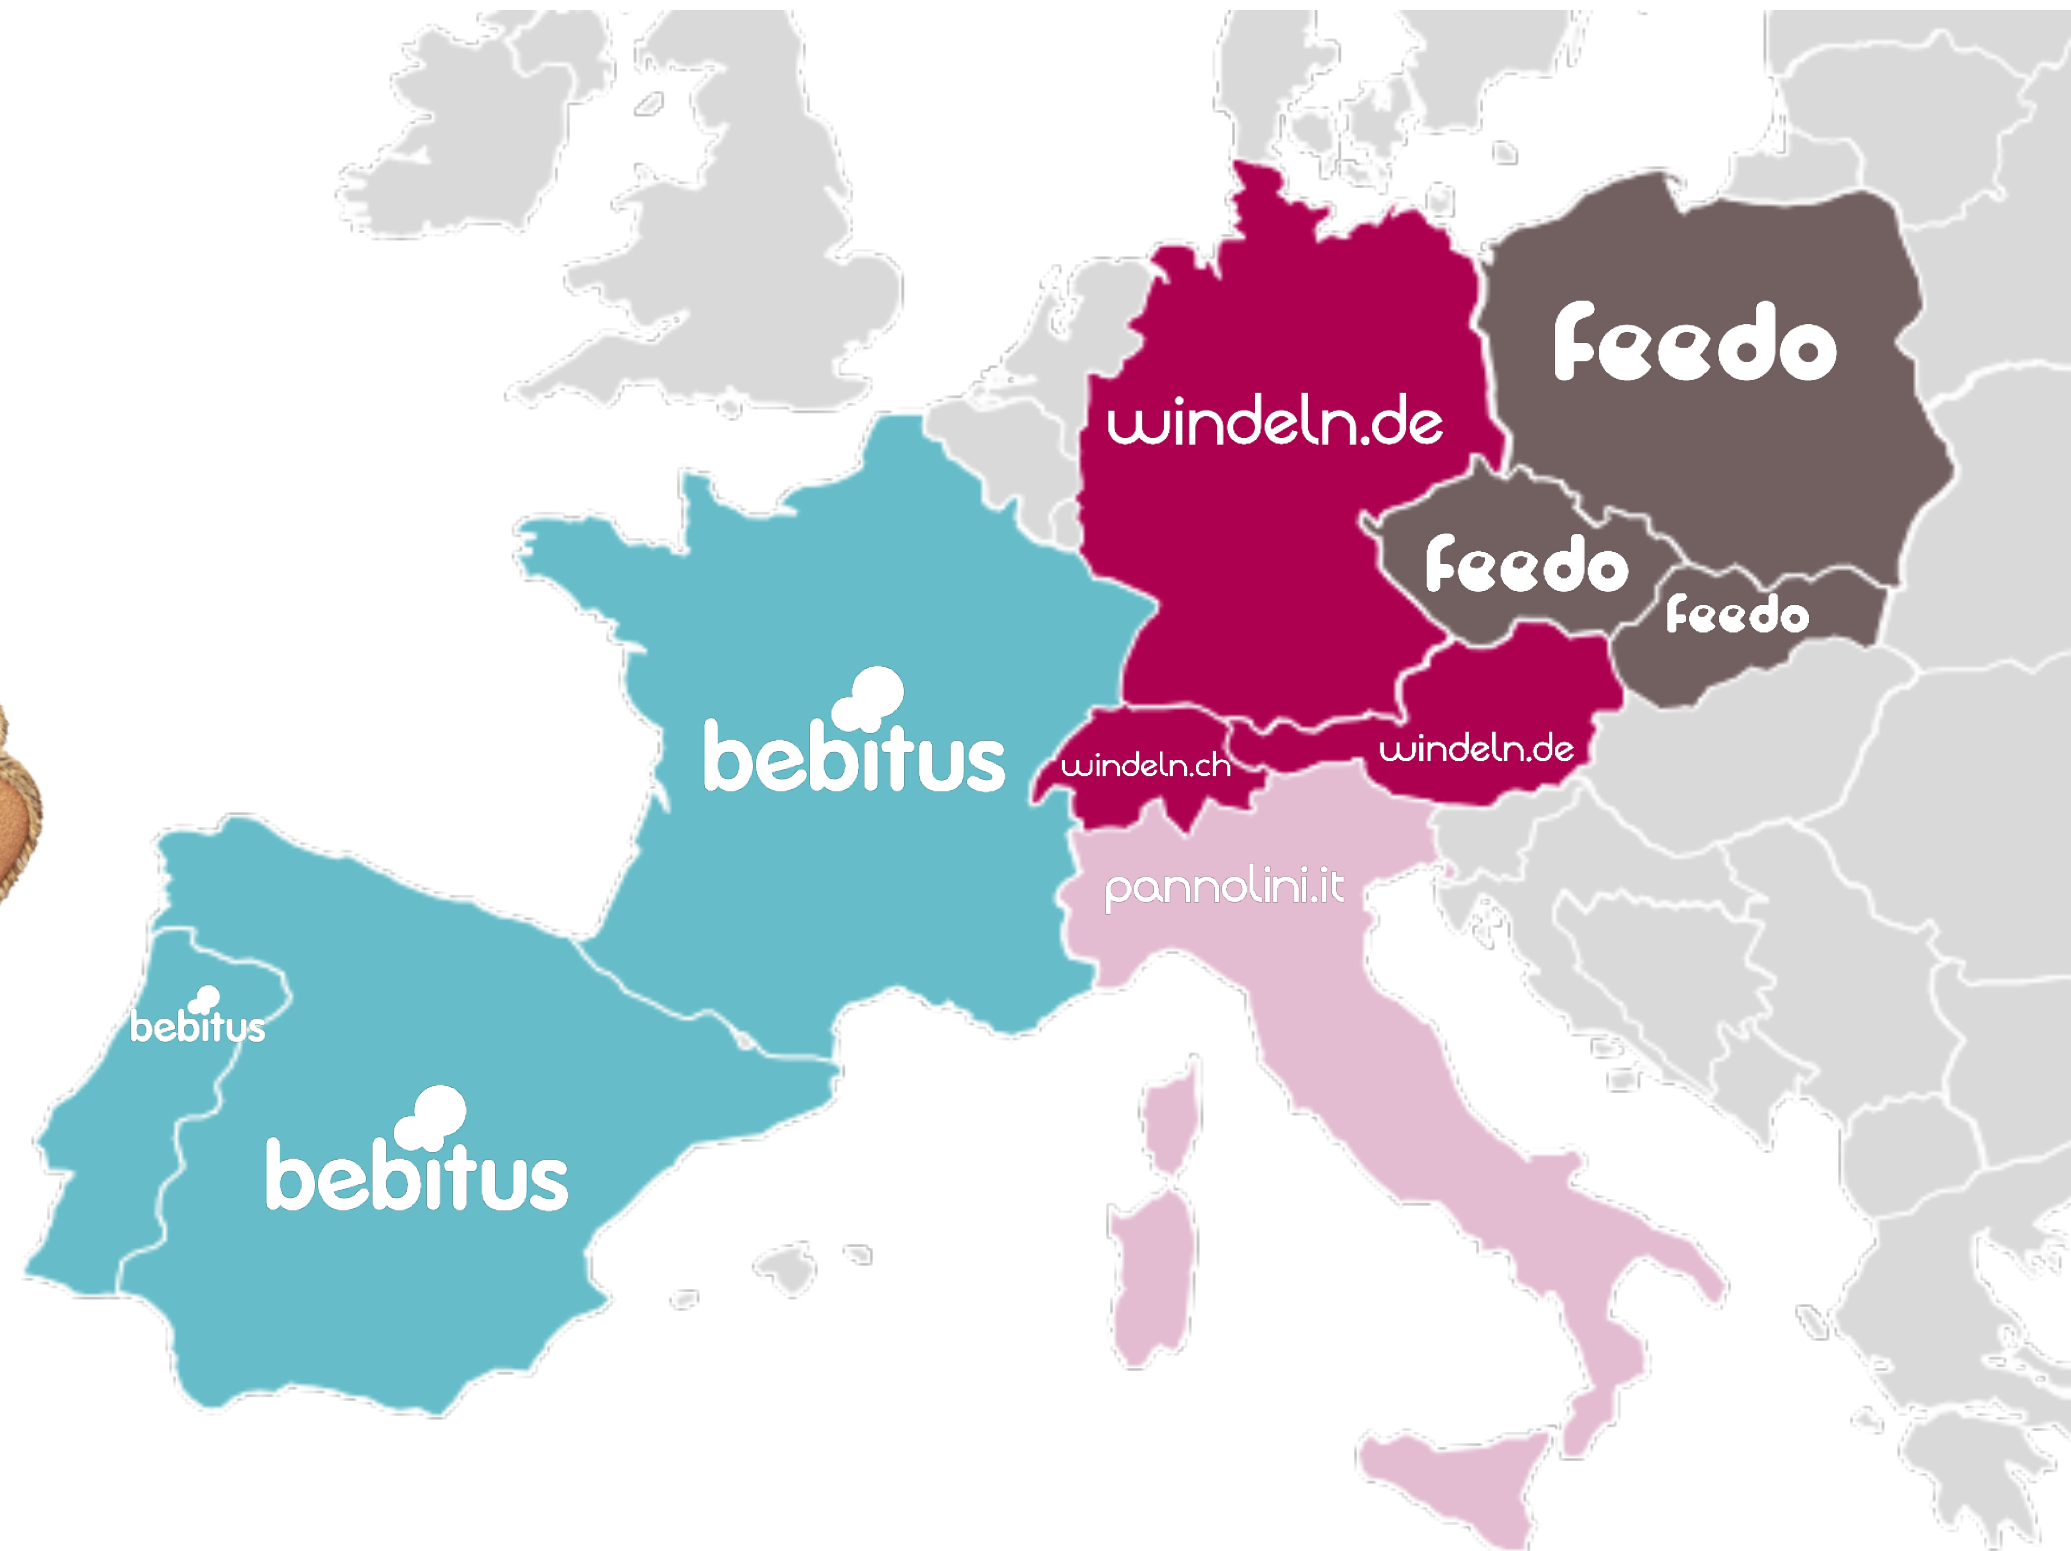 feedo
windeln.de
feedo
feedo
bebitus
windeln.ch
windeln.de
pannolini.it
bebitus
bebitus